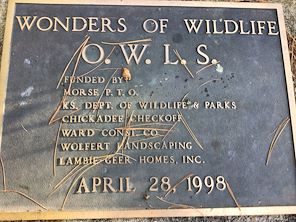 WONDERS OF WILDLIFE
O. W. L. S.
FUNDED BY:
MORSE P. T. O.
KS. DEPT. OF WILDLIFE & PARKS
CHICKADEE CHECKOFF
WARD CONST. CO.
WOLFERT LANDSCAPING
LAMBIE-GEER HOMES, INC.
APRIL 28, 1998